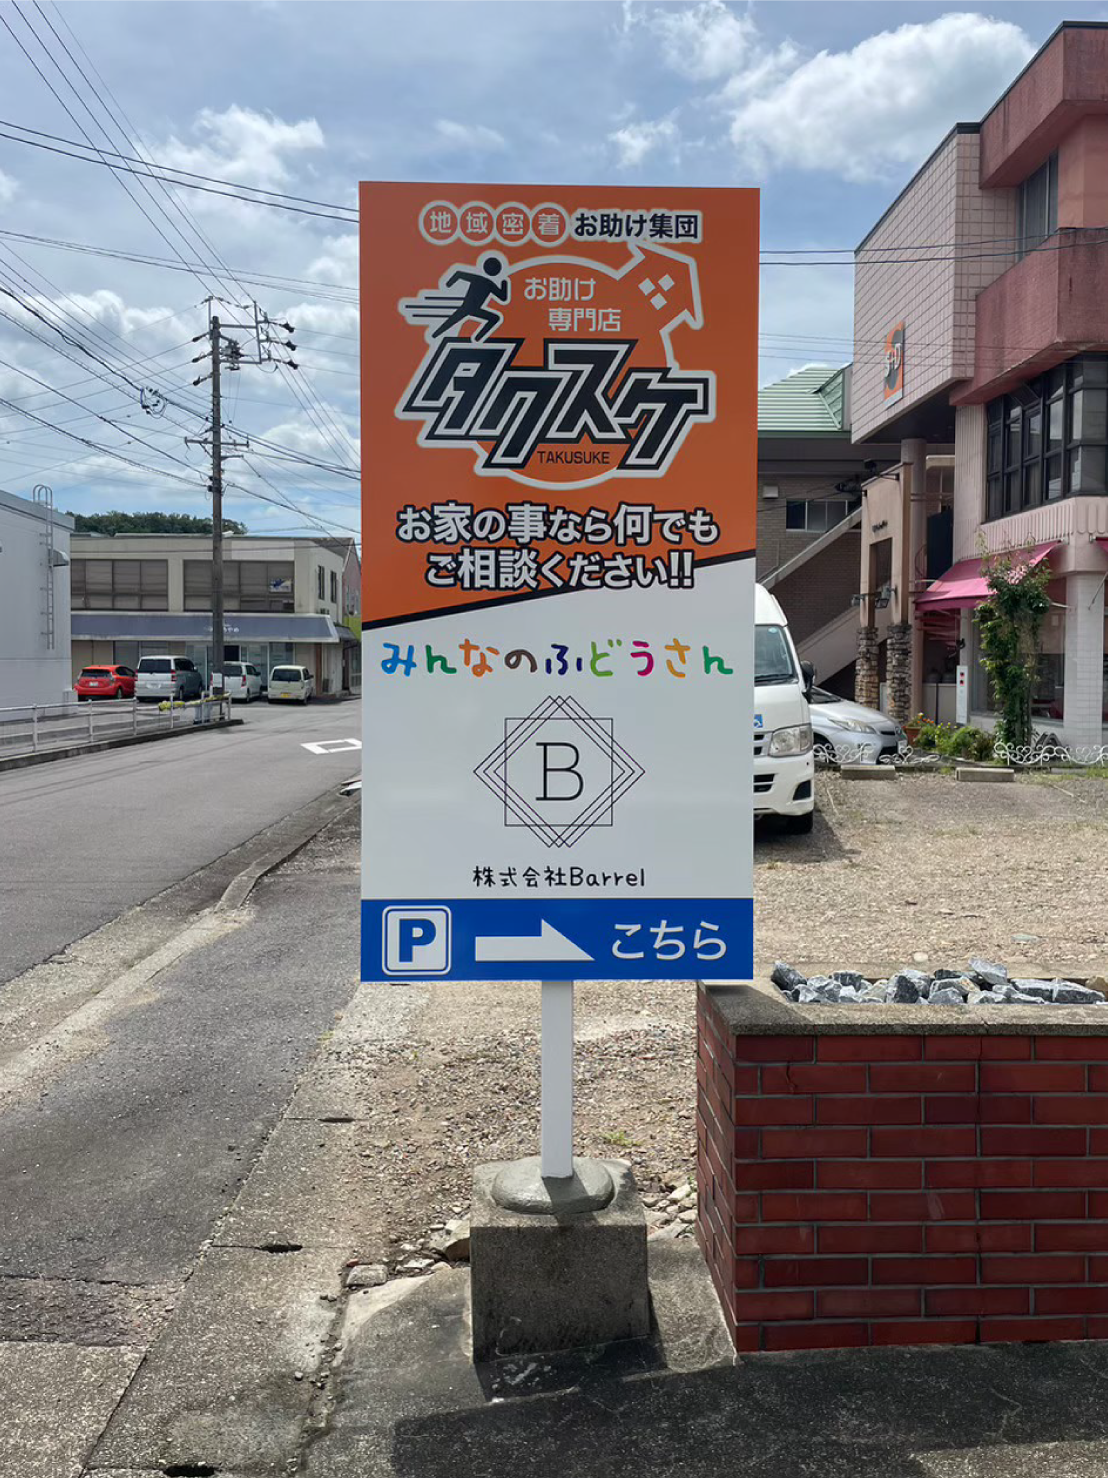 地域密着お助け集団
お助け
専門店
タクスケ
TAKUSUKE
お家の事なら何でも
ご相談ください!!
みんなのふどうさん
B
株式会社Barrel
P こちら